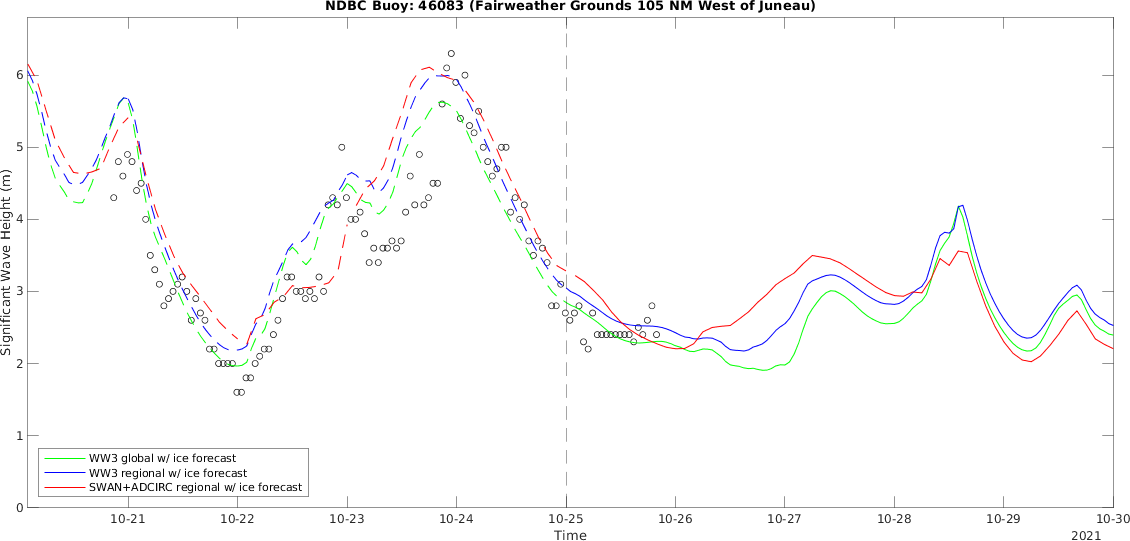 NDBC Buoy: 46083 (Fairweather Grounds 105 NM West of Juneau)
Significant Wave Height (m)
6
5
4
3
2
1
0
WW3 global w/ ice forecast
WW3 regional w/ ice forecast
SWAN+ADCIRC regional w/ ice forecast
10-21 10-22 10-23 10-24 10-25 10-26 10-27 10-28 10-29 10-30
Time
2021